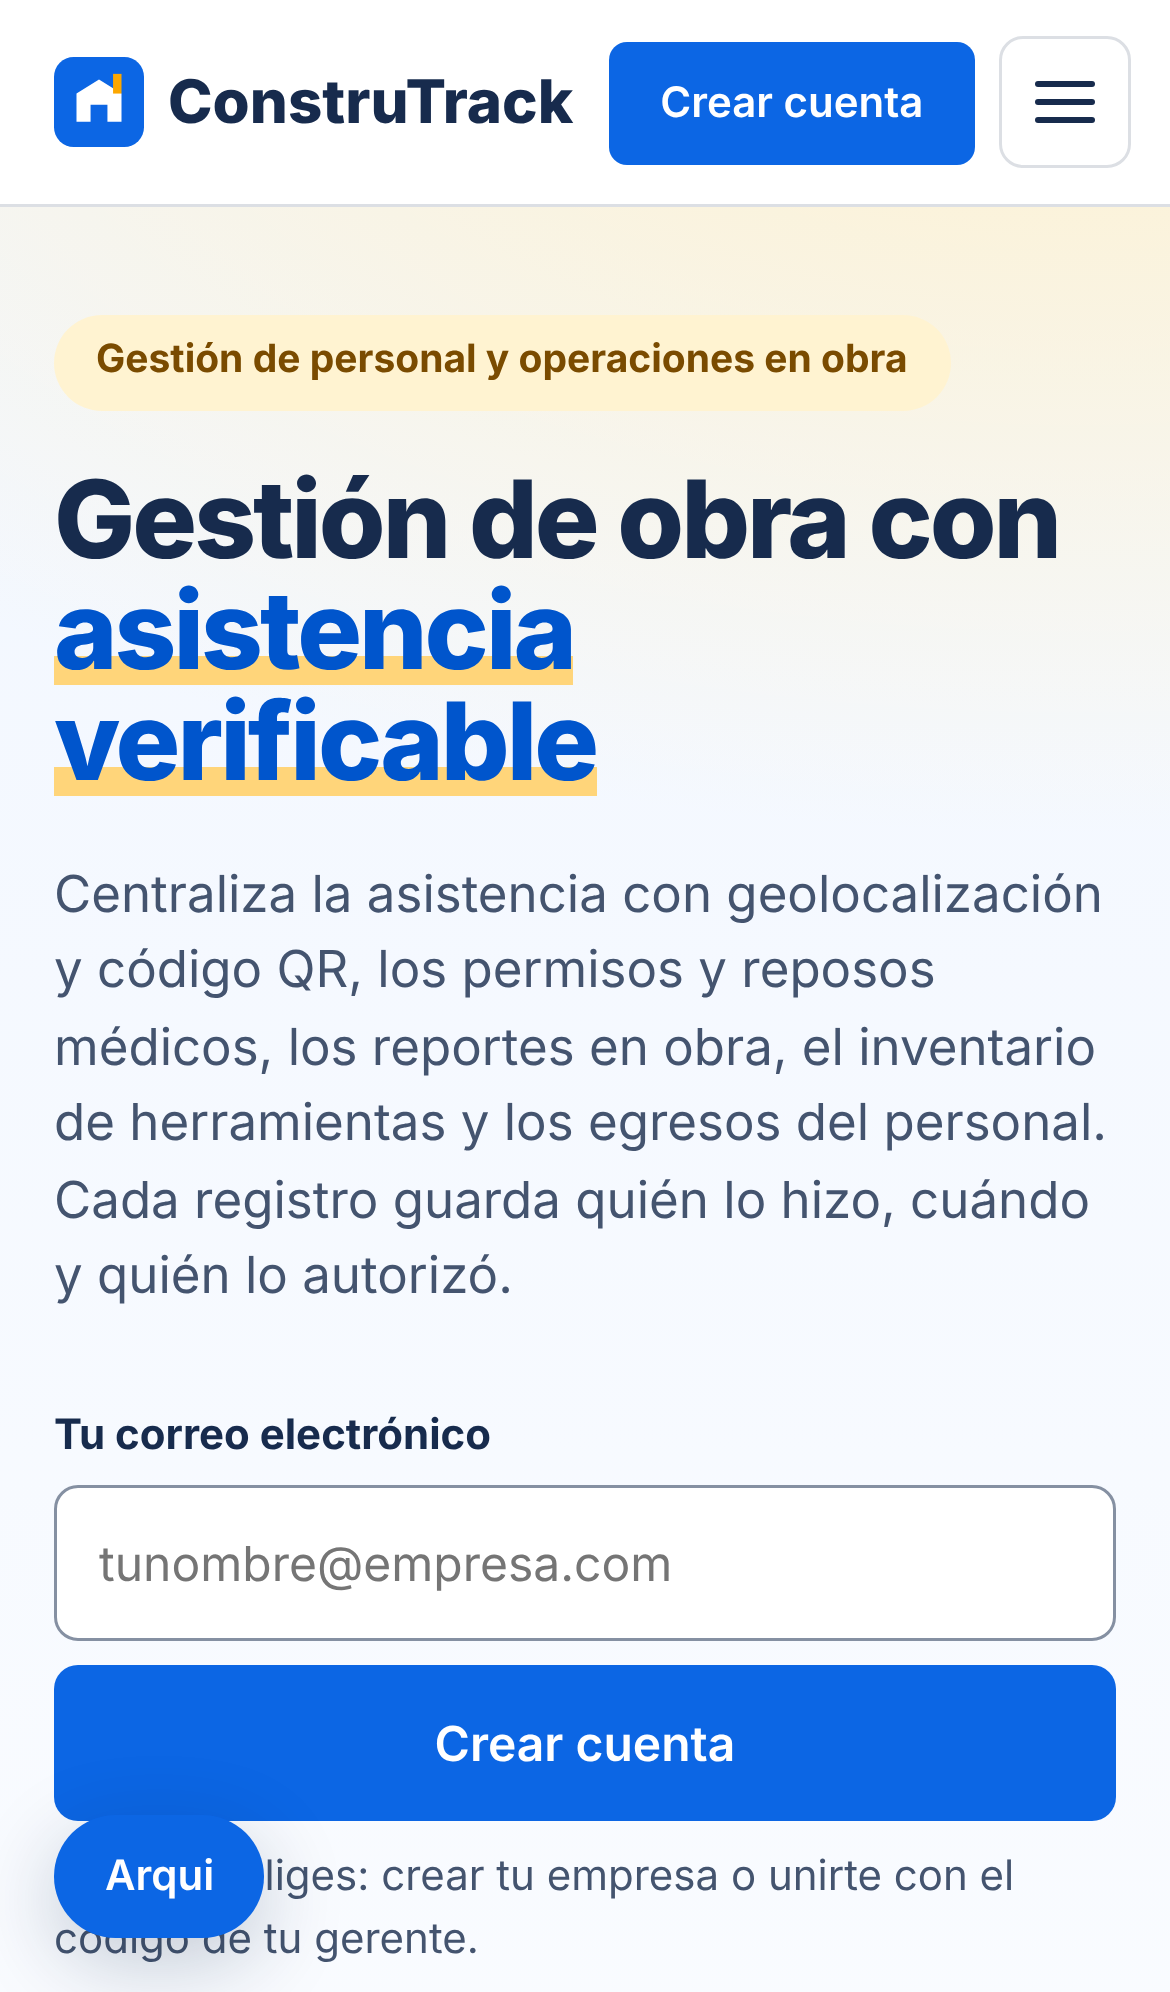 ConstruTrack
Crear cuenta
Gestión de personal y operaciones en obra
Gestión de obra con
asistencia
verificable
Centraliza la asistencia con geolocalización
y código QR, los permisos y reposos
médicos, los reportes en obra, el inventario
de herramientas y los egresos del personal.
Cada registro guarda quién lo hizo, cuándo
y quién lo autorizó.
Tu correo electrónico
tunombre@empresa.com
Crear cuenta
Arqui
liges: crear tu empresa o unirte con el
código de tu gerente.